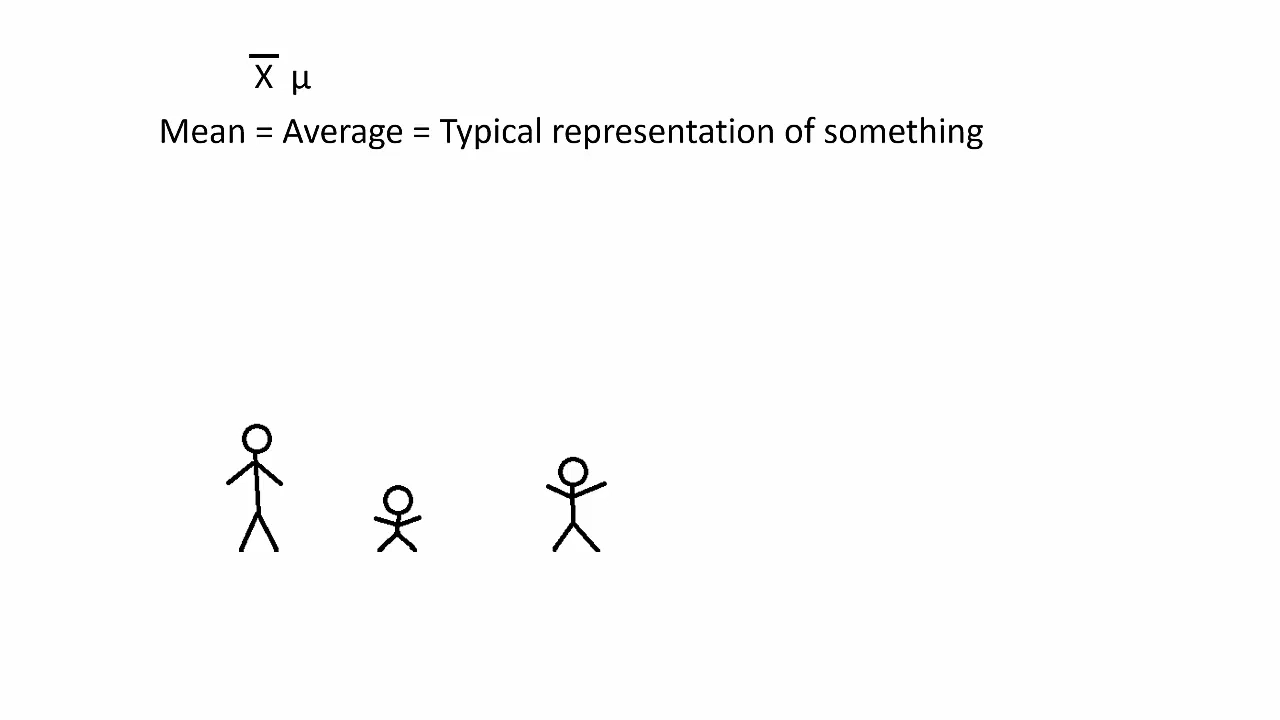 X̅ μ
Mean = Average = Typical representation of something